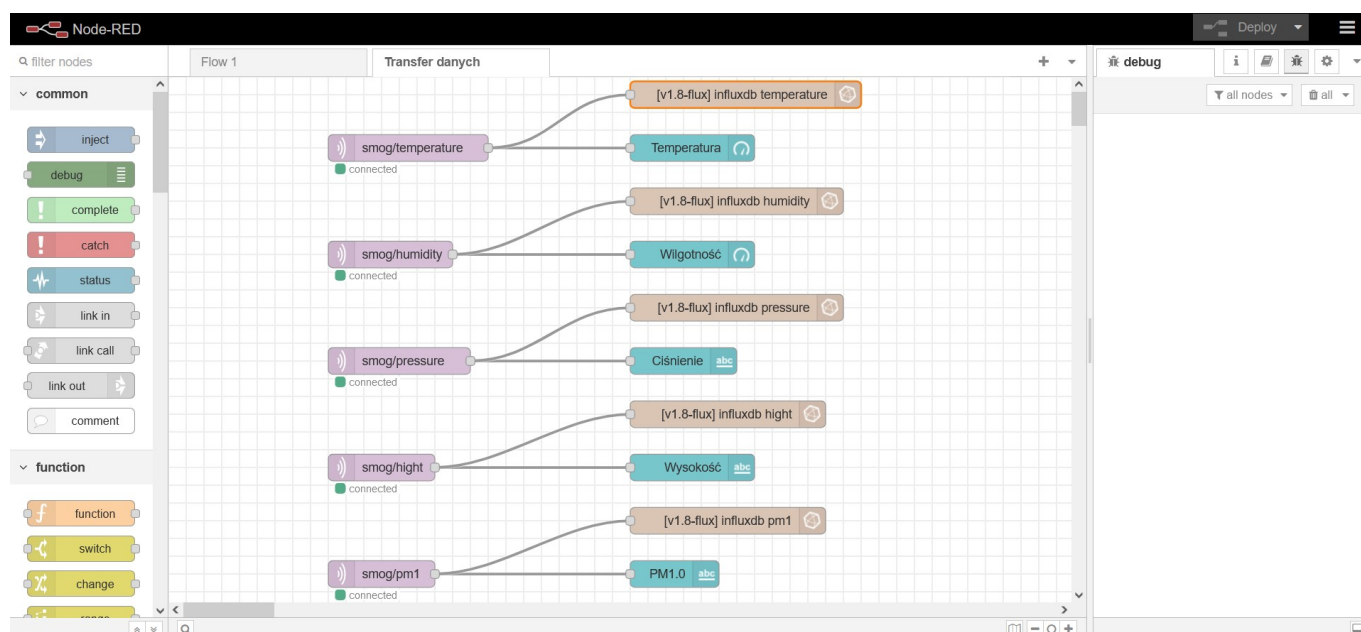 Node-RED
Deploy
filter nodes
Flow 1
Transfer danych
debug
i
common
all nodes
all
inject
debug
complete
catch
status
link in
link call
link out
comment
function
function
switch
change
[v1.8-flux] influxdb temperature
smog/temperature
Temperatura
connected
[v1.8-flux] influxdb humidity
smog/humidity
Wilgotność
connected
[v1.8-flux] influxdb pressure
smog/pressure
Ciśnienie
abc
connected
[v1.8-flux] influxdb hight
smog/hight
Wysokość
abc
connected
[v1.8-flux] influxdb pm1
smog/pm1
PM1.0
abc
connected